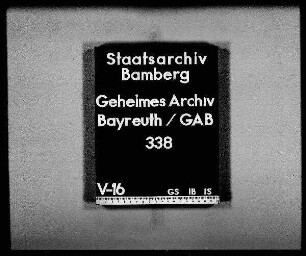 Staatsarchiv
Bamberg
Geheimes Archiv
Bayreuth / GAB
338
V-16 GS IB IS